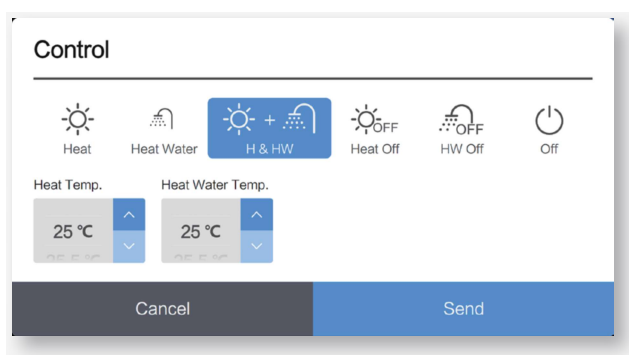 Control
OFF
OFF
Heat
Heat Water
H & HW
Heat Off
HW Off
Off
Heat Temp.
Heat Water Temp.
25 ℃
25 ℃
Cancel
Send